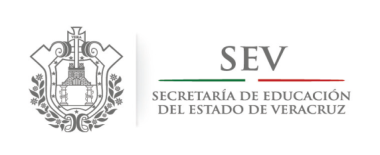 SEV
SECRETARÍA DE EDUCACIÓN
DEL ESTADO DE VERACRUZ